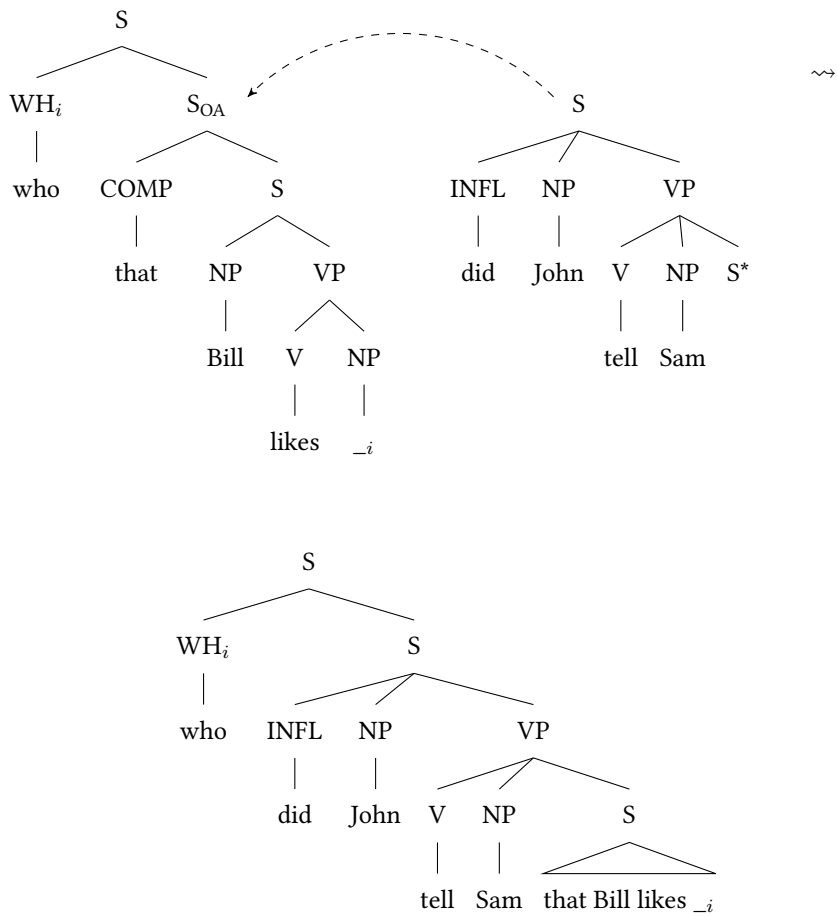 S
⇝
WH_i S_OA S
who COMP S INFL NP VP
that NP VP did John V NP S*
Bill V NP tell Sam
likes _i
S
WH_i S
who INFL NP VP
did John V NP S
tell Sam that Bill likes _i